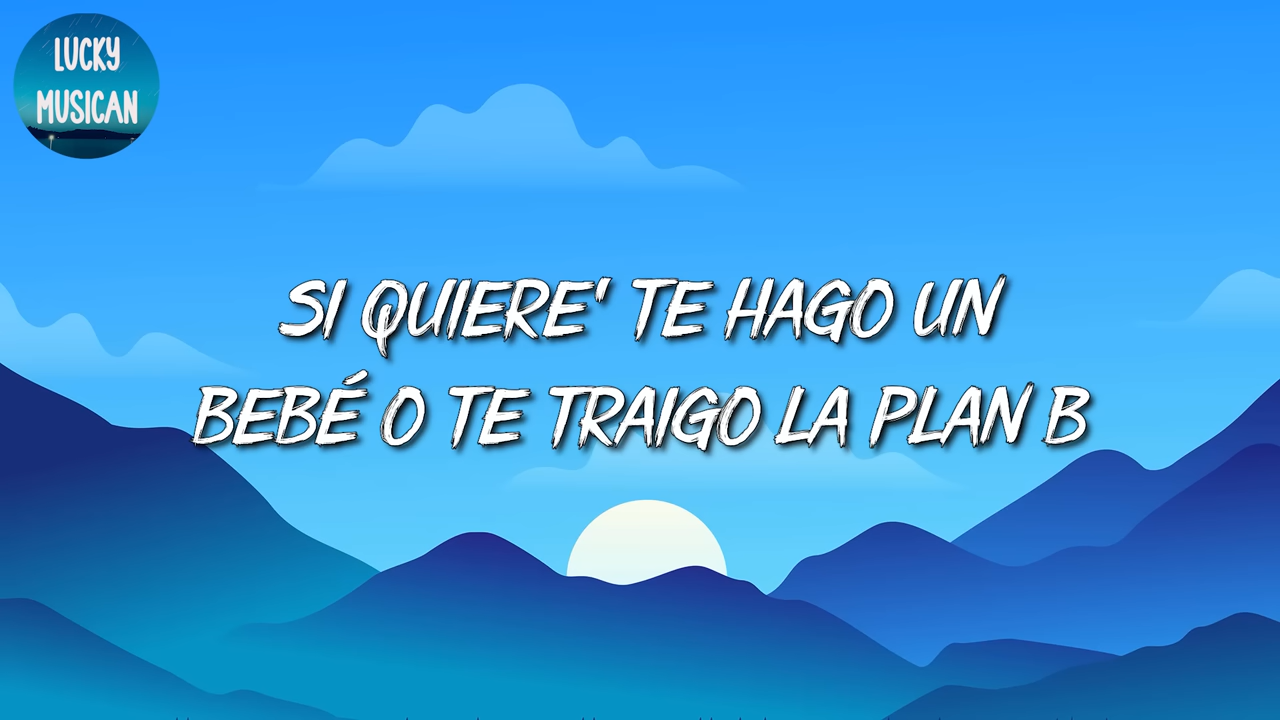 LUCKY
MUSICAN
SI QUIERE' TE HAGO UN
BEBÉ O TE TRAIGO LA PLAN B